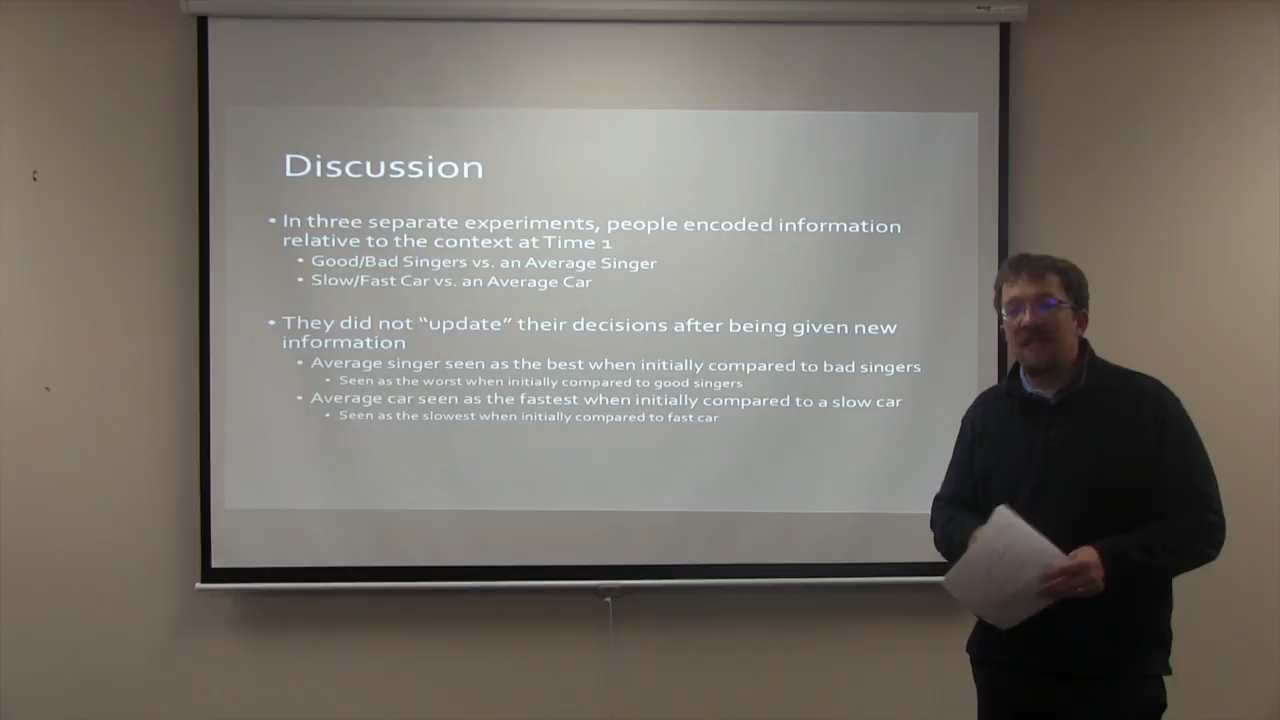 Discussion
• In three separate experiments, people encoded information
relative to the context at Time 1
• Good/Bad Singers vs. an Average Singer
• Slow/Fast Car vs. an Average Car
• They did not “update” their decisions after being given new
information
• Average singer seen as the best when initially compared to bad singers
• Seen as the worst when initially compared to good singers
• Average car seen as the fastest when initially compared to a slow car
• Seen as the slowest when initially compared to fast car